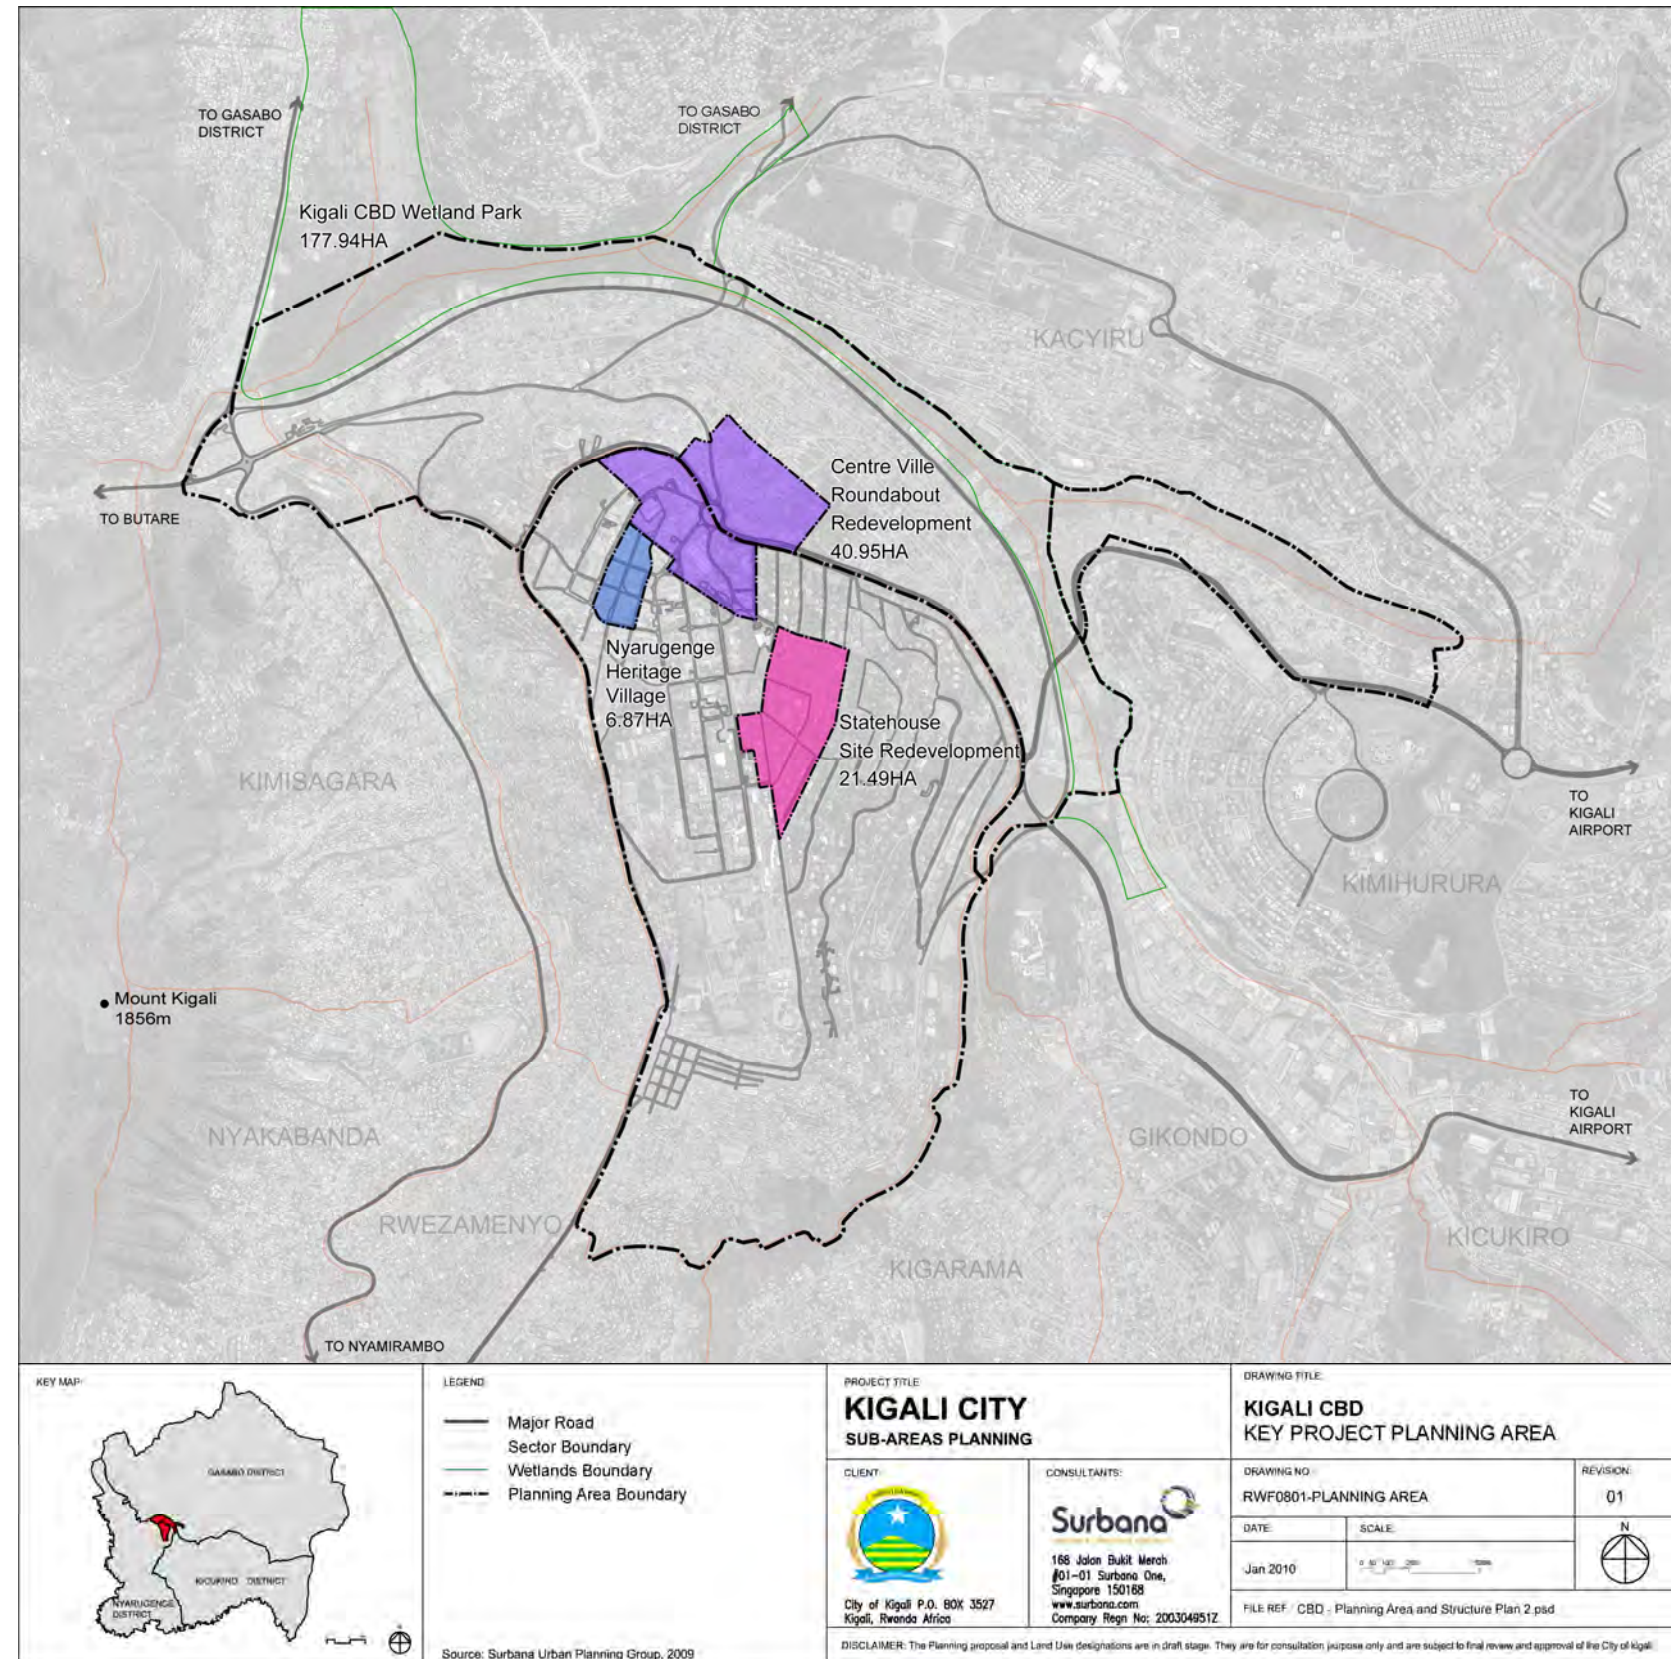 TO GASABO
DISTRICT
TO GASABO
DISTRICT
Kigali CBD Wetland Park
177.94HA
KACYIRU
Centre Ville
Roundabout
Redevelopment
40.95HA
TO BUTARE
Nyarugenge
Heritage
Village
6.87HA
Statehouse
Site Redevelopment
21.49HA
KIMISAGARA
TO
KIGALI
AIRPORT
KIMIHURURA
Mount Kigali
1856m
TO
KIGALI
AIRPORT
NYAKABANDA
GIKONDO
RWEZAMENYO
KICUKIRO
KIGARAMA
TO NYAMIRAMBO
KEY MAP:
GASABO DISTRICT
KICUKIRO DISTRICT
NYARUGENGE
DISTRICT
N
LEGEND
Major Road
Sector Boundary
Wetlands Boundary
Planning Area Boundary
Source: Surbana Urban Planning Group, 2009
PROJECT TITLE
KIGALI CITY
SUB-AREAS PLANNING
CLIENT:
City of Kigali P.O. BOX 3527
Kigali, Rwanda Africa
CONSULTANTS:
Surbana
168 Jalan Bukit Merah
#01-01 Surbana One,
Singapore 150168
www.surbana.com
Company Regn No: 200304951Z
DRAWING TITLE:
KIGALI CBD
KEY PROJECT PLANNING AREA
DRAWING NO
RWF0801-PLANNING AREA
REVISION:
01
DATE:
Jan 2010
SCALE:
N
FILE REF: CBD - Planning Area and Structure Plan 2.psd
DISCLAIMER: The Planning proposal and Land Use designations are in draft stage. They are for consultation purpose only and are subject to final review and approval of the City of kigali